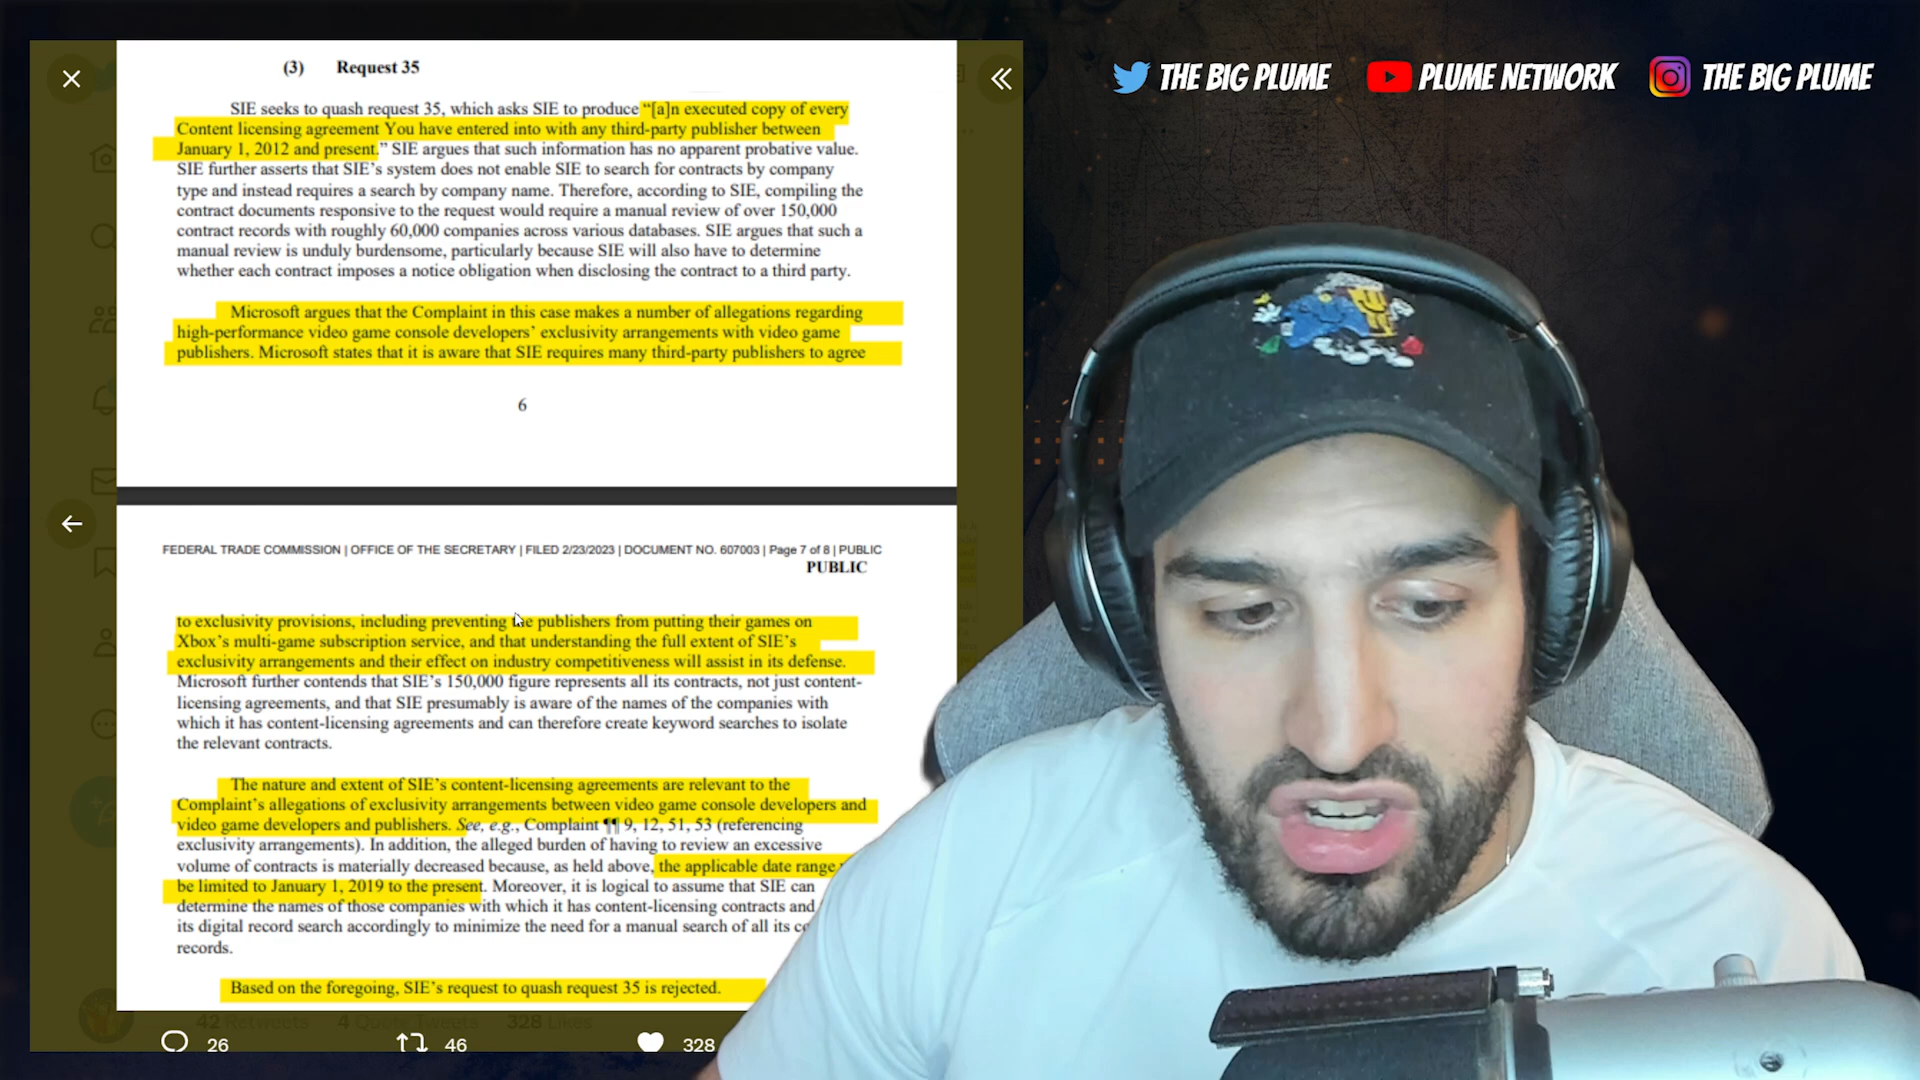 (3) Request 35
THE BIG PLUME PLUME NETWORK THE BIG PLUME
SIE seeks to quash request 35, which asks SIE to produce “[a]n executed copy of every
Content licensing agreement You have entered into with any third-party publisher between
January 1, 2012 and present.” SIE argues that such information has no apparent probative value.
SIE further asserts that SIE’s system does not enable SIE to search for contracts by company
type and instead requires a search by company name. Therefore, according to SIE, compiling the
contract documents responsive to the request would require a manual review of over 150,000
contract records with roughly 60,000 companies across various databases. SIE argues that such a
manual review is unduly burdensome, particularly because SIE will also have to determine
whether each contract imposes a notice obligation when disclosing the contract to a third party.
Microsoft argues that the Complaint in this case makes a number of allegations regarding
high-performance video game console developers’ exclusivity arrangements with video game
publishers. Microsoft states that it is aware that SIE requires many third-party publishers to agree
6
FEDERAL TRADE COMMISSION | OFFICE OF THE SECRETARY | FILED 2/23/2023 | DOCUMENT NO. 607003 | Page 7 of 8 | PUBLIC
PUBLIC
to exclusivity provisions, including preventing publishers from putting their games on
Xbox’s multi-game subscription service, and that understanding the full extent of SIE’s
exclusivity arrangements and their effect on industry competitiveness will assist in its defense.
Microsoft further contends that SIE’s 150,000 figure represents all its contracts, not just content-
licensing agreements, and that SIE presumably is aware of the names of the companies with
which it has content-licensing agreements and can therefore create keyword searches to isolate
the relevant contracts.
The nature and extent of SIE’s content-licensing agreements are relevant to the
Complaint’s allegations of exclusivity arrangements between video game console developers and
video game developers and publishers. See, e.g., Complaint ¶¶ 9, 12, 51, 53 (referencing
exclusivity arrangements). In addition, the alleged burden of having to review an excessive
volume of contracts is materially decreased because, as held above, the applicable date range
be limited to January 1, 2019 to the present. Moreover, it is logical to assume that SIE can
determine the names of those companies with which it has content-licensing contracts and
its digital record search accordingly to minimize the need for a manual search of all its
records.
Based on the foregoing, SIE’s request to quash request 35 is rejected.
42 Retweets 4 Quote Tweets 328 Likes
26 46 328